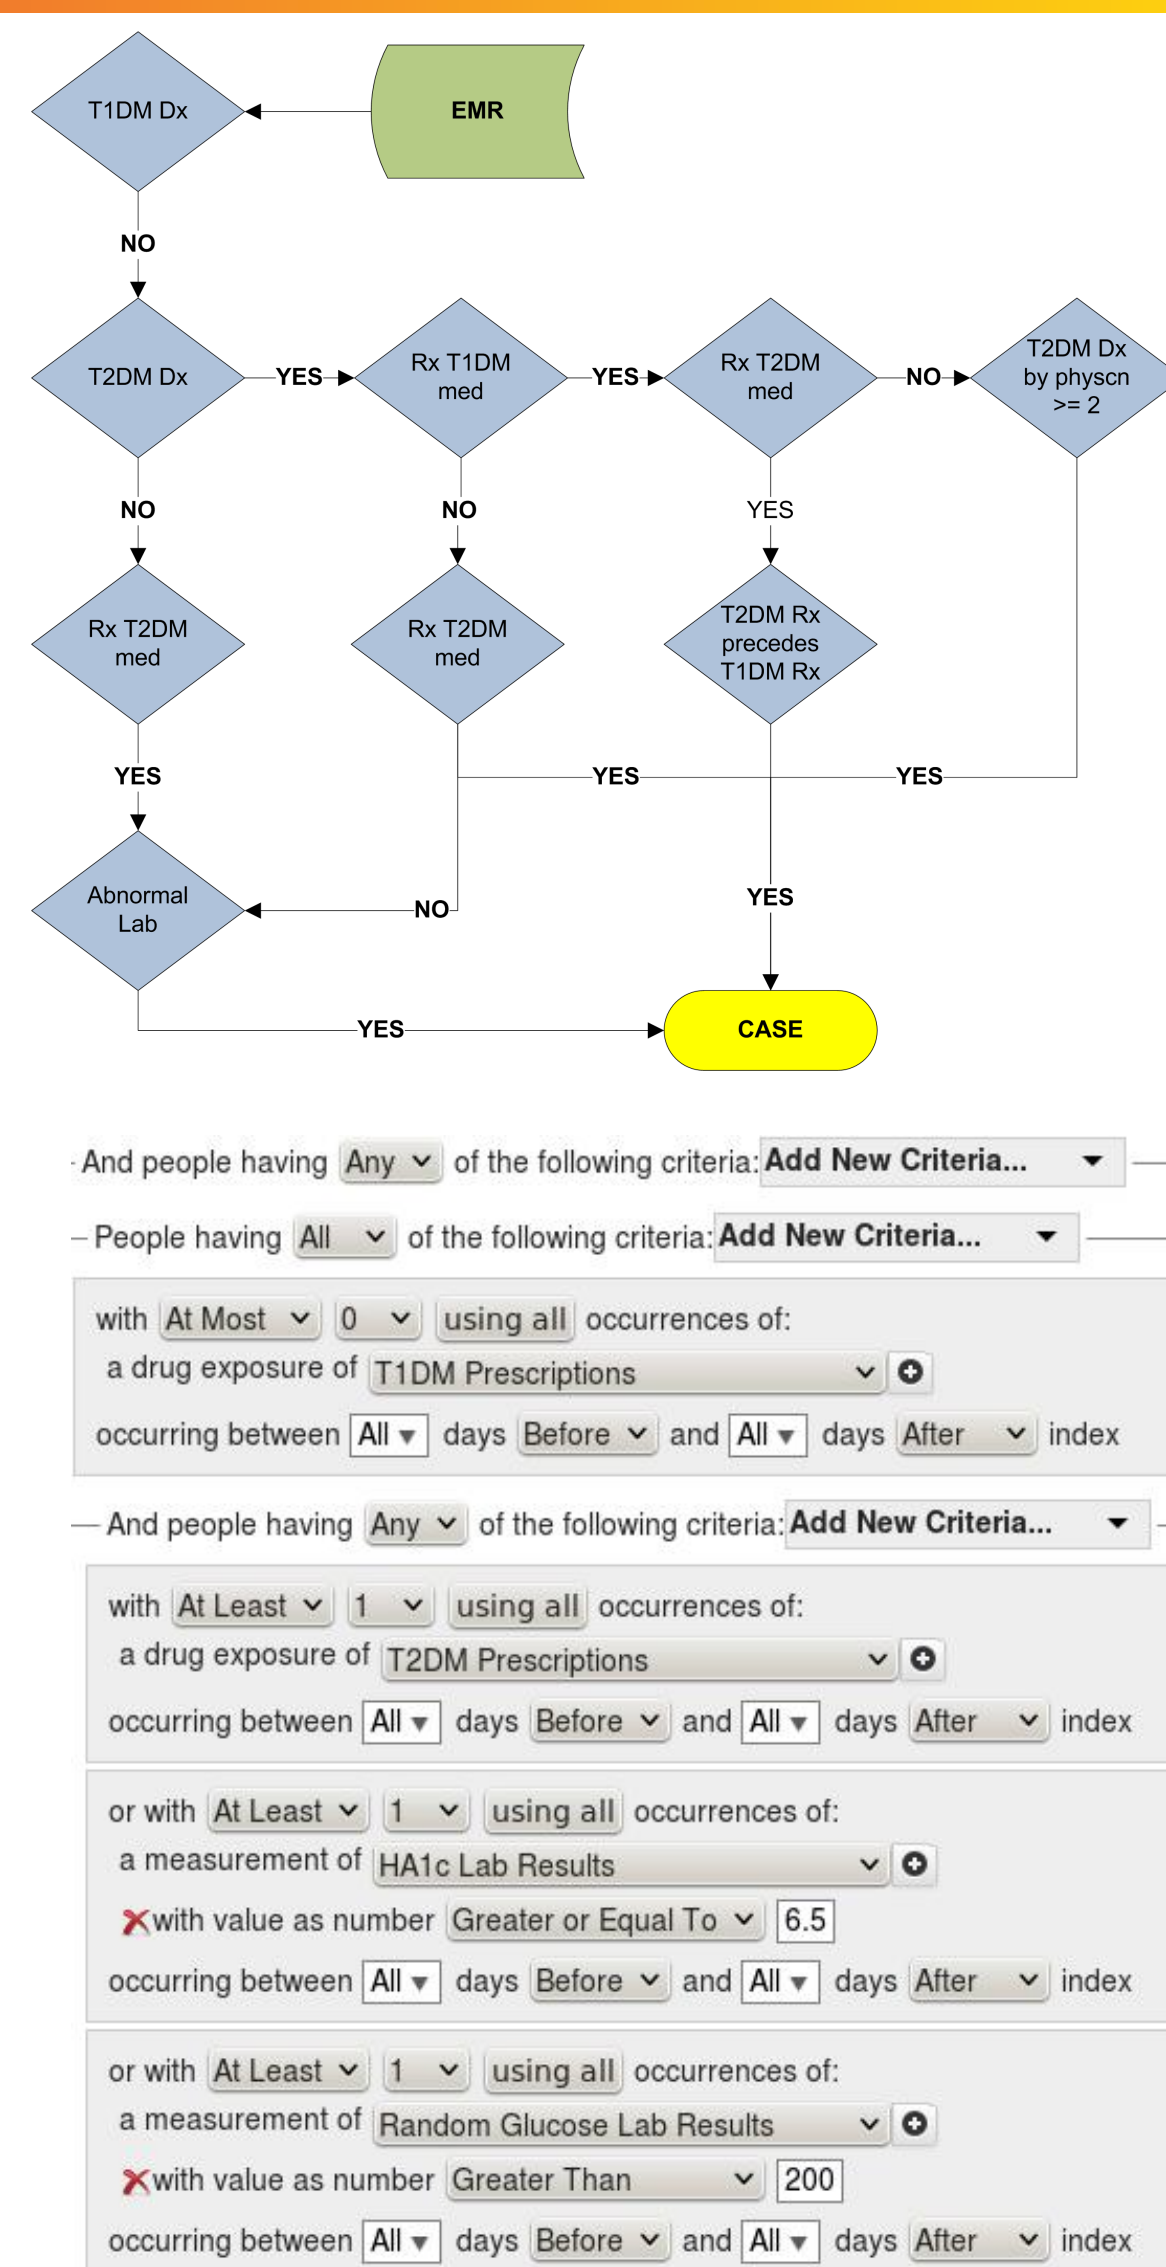 T1DM Dx
EMR
NO
T2DM Dx
YES
Rx T1DM
med
YES
Rx T2DM
med
NO
T2DM Dx
by physcn
>= 2
NO
NO
YES
Rx T2DM
med
Rx T2DM
med
T2DM Rx
precedes
T1DM Rx
YES
YES
YES
Abnormal
Lab
NO
YES
YES
CASE
And people having Any of the following criteria: Add New Criteria...
People having All of the following criteria: Add New Criteria...
with At Most 0 using all occurrences of:
a drug exposure of T1DM Prescriptions
occurring between All days Before and All days After index
And people having Any of the following criteria: Add New Criteria...
with At Least 1 using all occurrences of:
a drug exposure of T2DM Prescriptions
occurring between All days Before and All days After index
or with At Least 1 using all occurrences of:
a measurement of HA1c Lab Results
with value as number Greater or Equal To 6.5
occurring between All days Before and All days After index
or with At Least 1 using all occurrences of:
a measurement of Random Glucose Lab Results
with value as number Greater Than 200
occurring between All days Before and All days After index